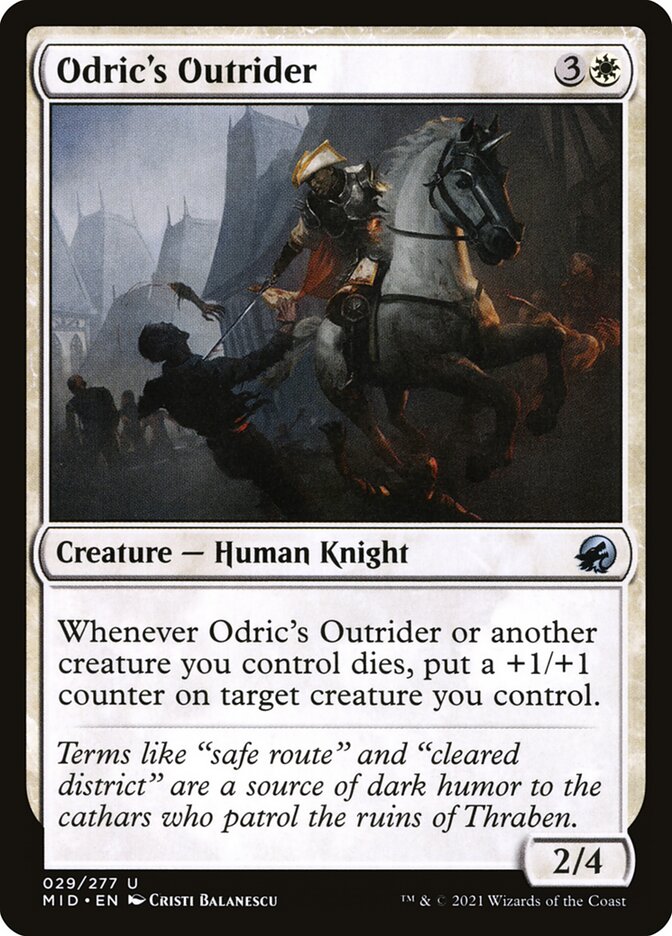 Odric's Outrider 3
Creature — Human Knight
Whenever Odric's Outrider or another
creature you control dies, put a +1/+1
counter on target creature you control.
Terms like "safe route" and "cleared
district" are a source of dark humor to the
cathars who patrol the ruins of Thraben.
2/4
029/277 U
MID • EN Cristi Balanescu
™ & © 2021 Wizards of the Coast